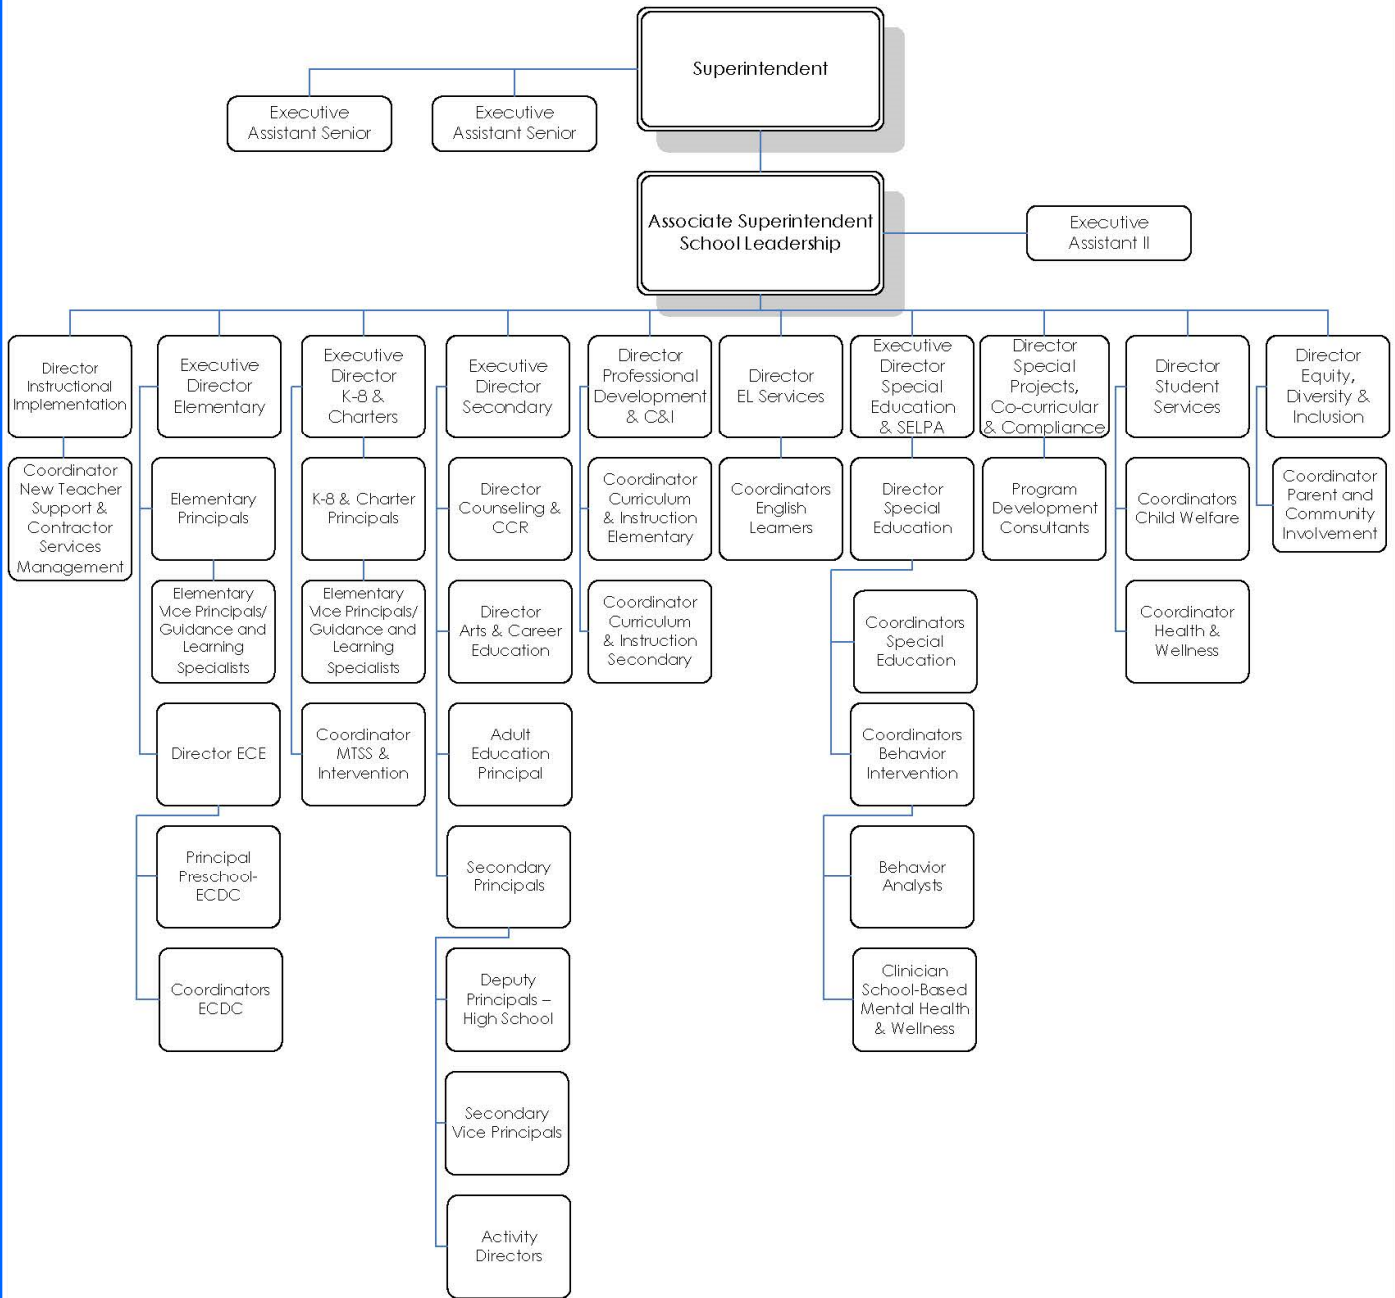 Superintendent
Executive
Assistant Senior
Executive
Assistant Senior
Associate Superintendent
School Leadership
Executive
Assistant II
Director
Instructional
Implementation
Executive
Director
Elementary
Executive
Director
K-8 &
Charters
Executive
Director
Secondary
Director
Professional
Development
& C&I
Director
EL Services
Executive
Director
Special
Education
& SELPA
Director
Special
Projects,
Co-curricular
& Compliance
Director
Student
Services
Director
Equity,
Diversity &
Inclusion
Coordinator
New Teacher
Support &
Contractor
Services
Management
Elementary
Principals
K-8 & Charter
Principals
Director
Counseling &
CCR
Coordinator
Curriculum
& Instruction
Elementary
Coordinators
English
Learners
Director
Special
Education
Program
Development
Consultants
Coordinators
Child Welfare
Coordinator
Parent and
Community
Involvement
Elementary
Vice Principals/
Guidance and
Learning
Specialists
Elementary
Vice Principals/
Guidance and
Learning
Specialists
Director
Arts & Career
Education
Coordinator
Curriculum
& Instruction
Secondary
Coordinators
Special
Education
Coordinator
Health &
Wellness
Director ECE
Coordinator
MTSS &
Intervention
Adult
Education
Principal
Coordinators
Behavior
Intervention
Principal
Preschool-
ECDC
Secondary
Principals
Behavior
Analysts
Coordinators
ECDC
Deputy
Principals –
High School
Clinician
School-Based
Mental Health
& Wellness
Secondary
Vice Principals
Activity
Directors